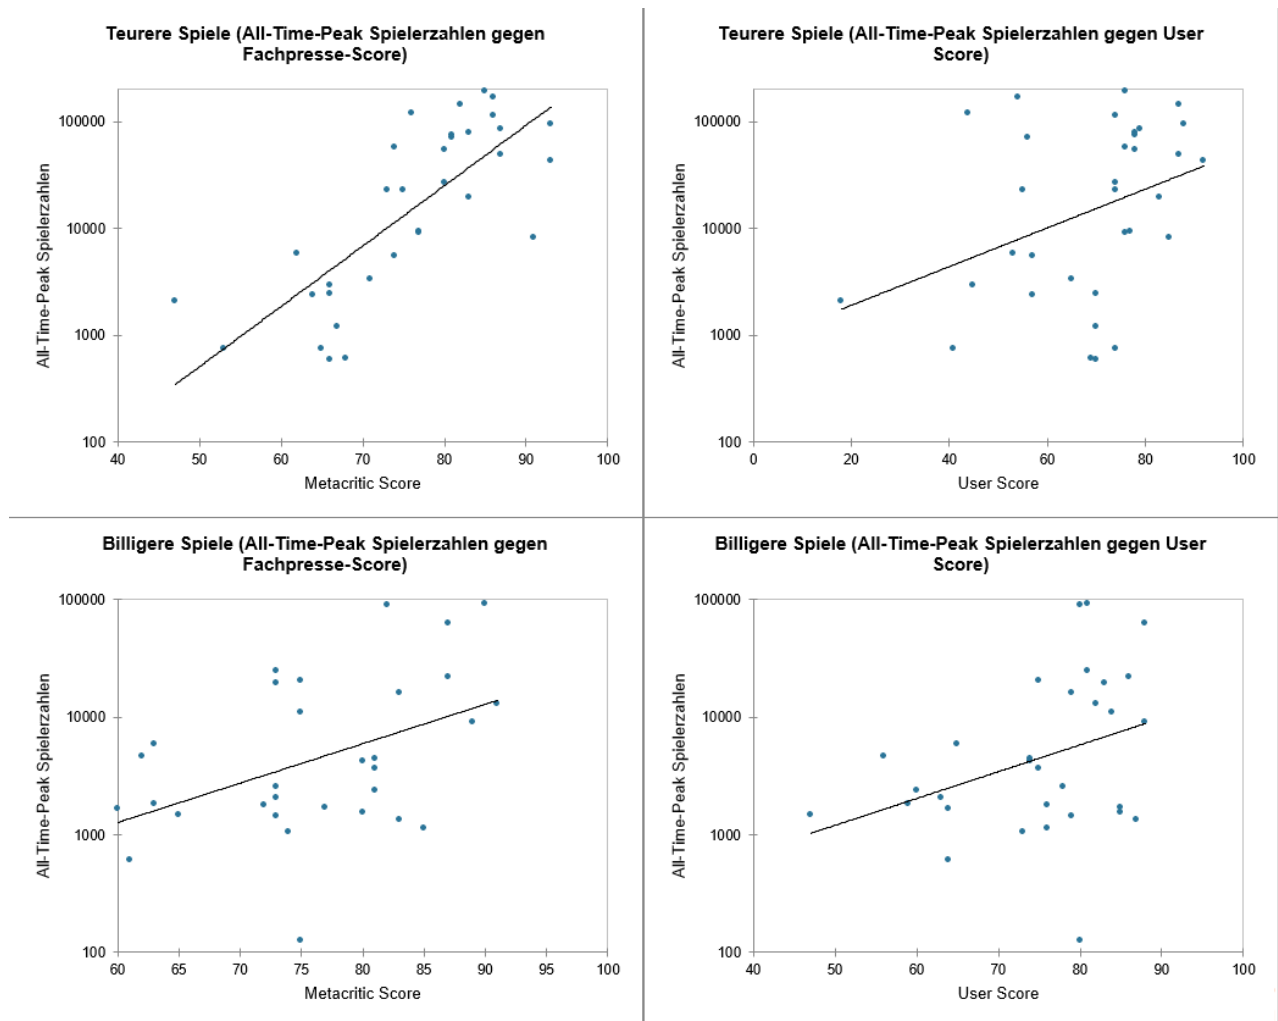 Teurere Spiele (All-Time-Peak Spielerzahlen gegen
Fachpresse-Score)
All-Time-Peak Spielerzahlen
100000
10000
1000
100
40 50 60 70 80 90 100
Metacritic Score
Teurere Spiele (All-Time-Peak Spielerzahlen gegen User
Score)
All-Time-Peak Spielerzahlen
100000
10000
1000
100
0 20 40 60 80 100
User Score
Billigere Spiele (All-Time-Peak Spielerzahlen gegen
Fachpresse-Score)
All-Time-Peak Spielerzahlen
100000
10000
1000
100
60 65 70 75 80 85 90 95 100
Metacritic Score
Billigere Spiele (All-Time-Peak Spielerzahlen gegen User
Score)
All-Time-Peak Spielerzahlen
100000
10000
1000
100
40 50 60 70 80 90 100
User Score